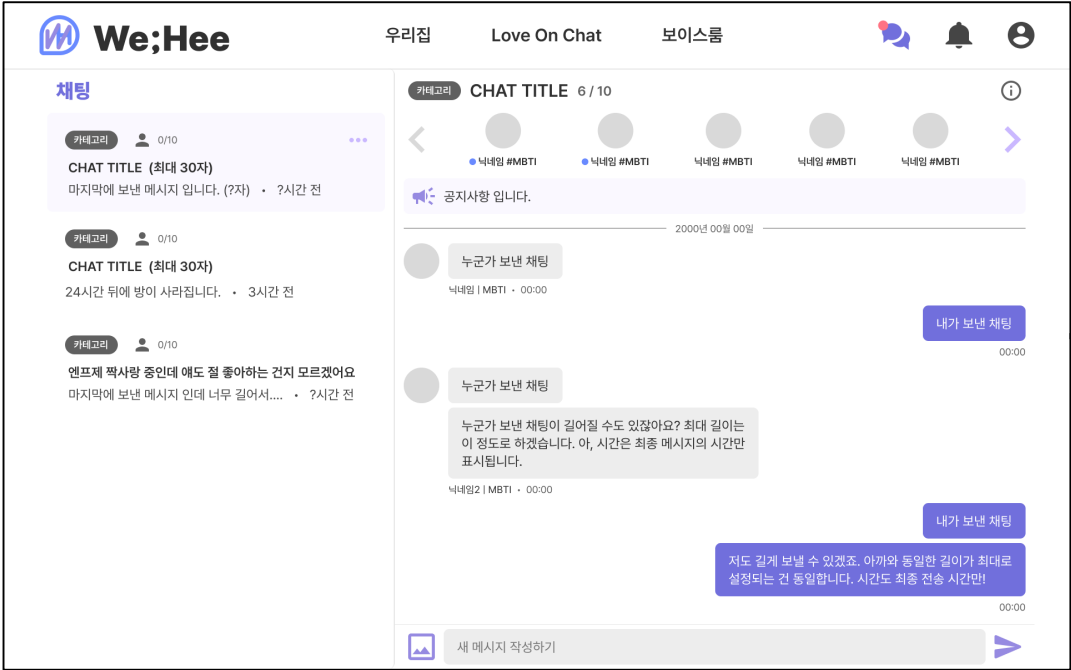 We;Hee
우리집 Love On Chat 보이스룸
채팅
카테고리 0/10
CHAT TITLE (최대 30자)
마지막에 보낸 메시지 입니다. (?자) • ?시간 전
카테고리 0/10
CHAT TITLE (최대 30자)
24시간 뒤에 방이 사라집니다. • 3시간 전
카테고리 0/10
엔프제 짝사랑 중인데 얘도 절 좋아하는 건지 모르겠어요
마지막에 보낸 메시지 인데 너무 길어서.... • ?시간 전
카테고리 CHAT TITLE 6 / 10
닉네임 #MBTI 닉네임 #MBTI 닉네임 #MBTI 닉네임 #MBTI 닉네임 #MBTI
공지사항 입니다.
2000년 00월 00일
누군가 보낸 채팅
닉네임 | MBTI • 00:00
내가 보낸 채팅
00:00
누군가 보낸 채팅
누군가 보낸 채팅이 길어질 수도 있잖아요? 최대 길이는
이 정도로 하겠습니다. 아, 시간은 최종 메시지의 시간만
표시됩니다.
닉네임2 | MBTI • 00:00
내가 보낸 채팅
저도 길게 보낼 수 있겠죠. 아까와 동일한 길이가 최대로
설정되는 건 동일합니다. 시간도 최종 전송 시간만!
00:00
새 메시지 작성하기